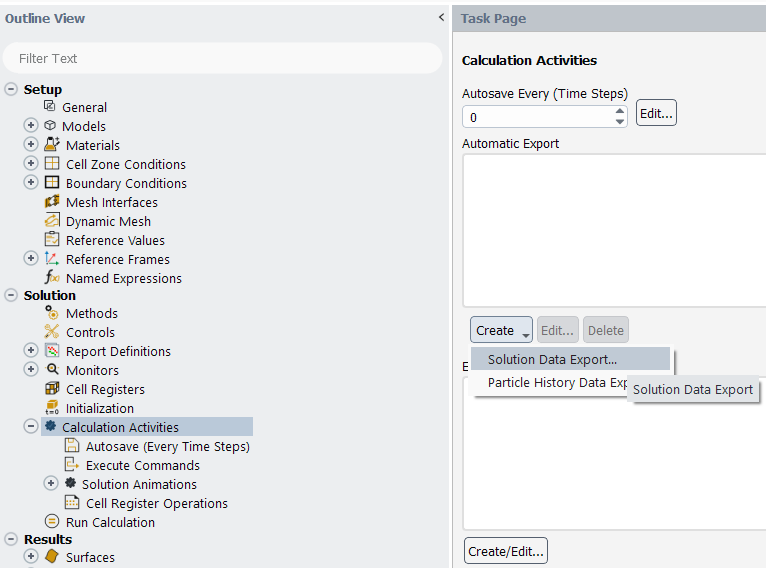 Outline View
<
Filter Text
Setup
General
Models
Materials
Cell Zone Conditions
Boundary Conditions
Mesh Interfaces
Dynamic Mesh
Reference Values
Reference Frames
Named Expressions
Solution
Methods
Controls
Report Definitions
Monitors
Cell Registers
t=0 Initialization
Calculation Activities
Autosave (Every Time Steps)
Execute Commands
Solution Animations
Cell Register Operations
Run Calculation
Results
Surfaces
Task Page
Calculation Activities
Autosave Every (Time Steps)
0 Edit...
Automatic Export
Create Edit... Delete
Solution Data Export...
Particle History Data Exp
Solution Data Export
Create/Edit...